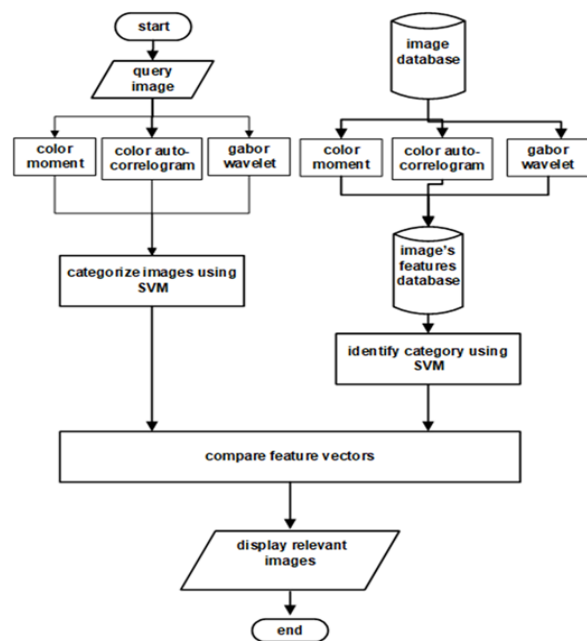 start
query
image
color
moment
color auto-
correlogram
gabor
wavelet
categorize images using
SVM
image
database
color
moment
color auto-
correlogram
gabor
wavelet
image's
features
database
identify category using
SVM
compare feature vectors
display relevant
images
end